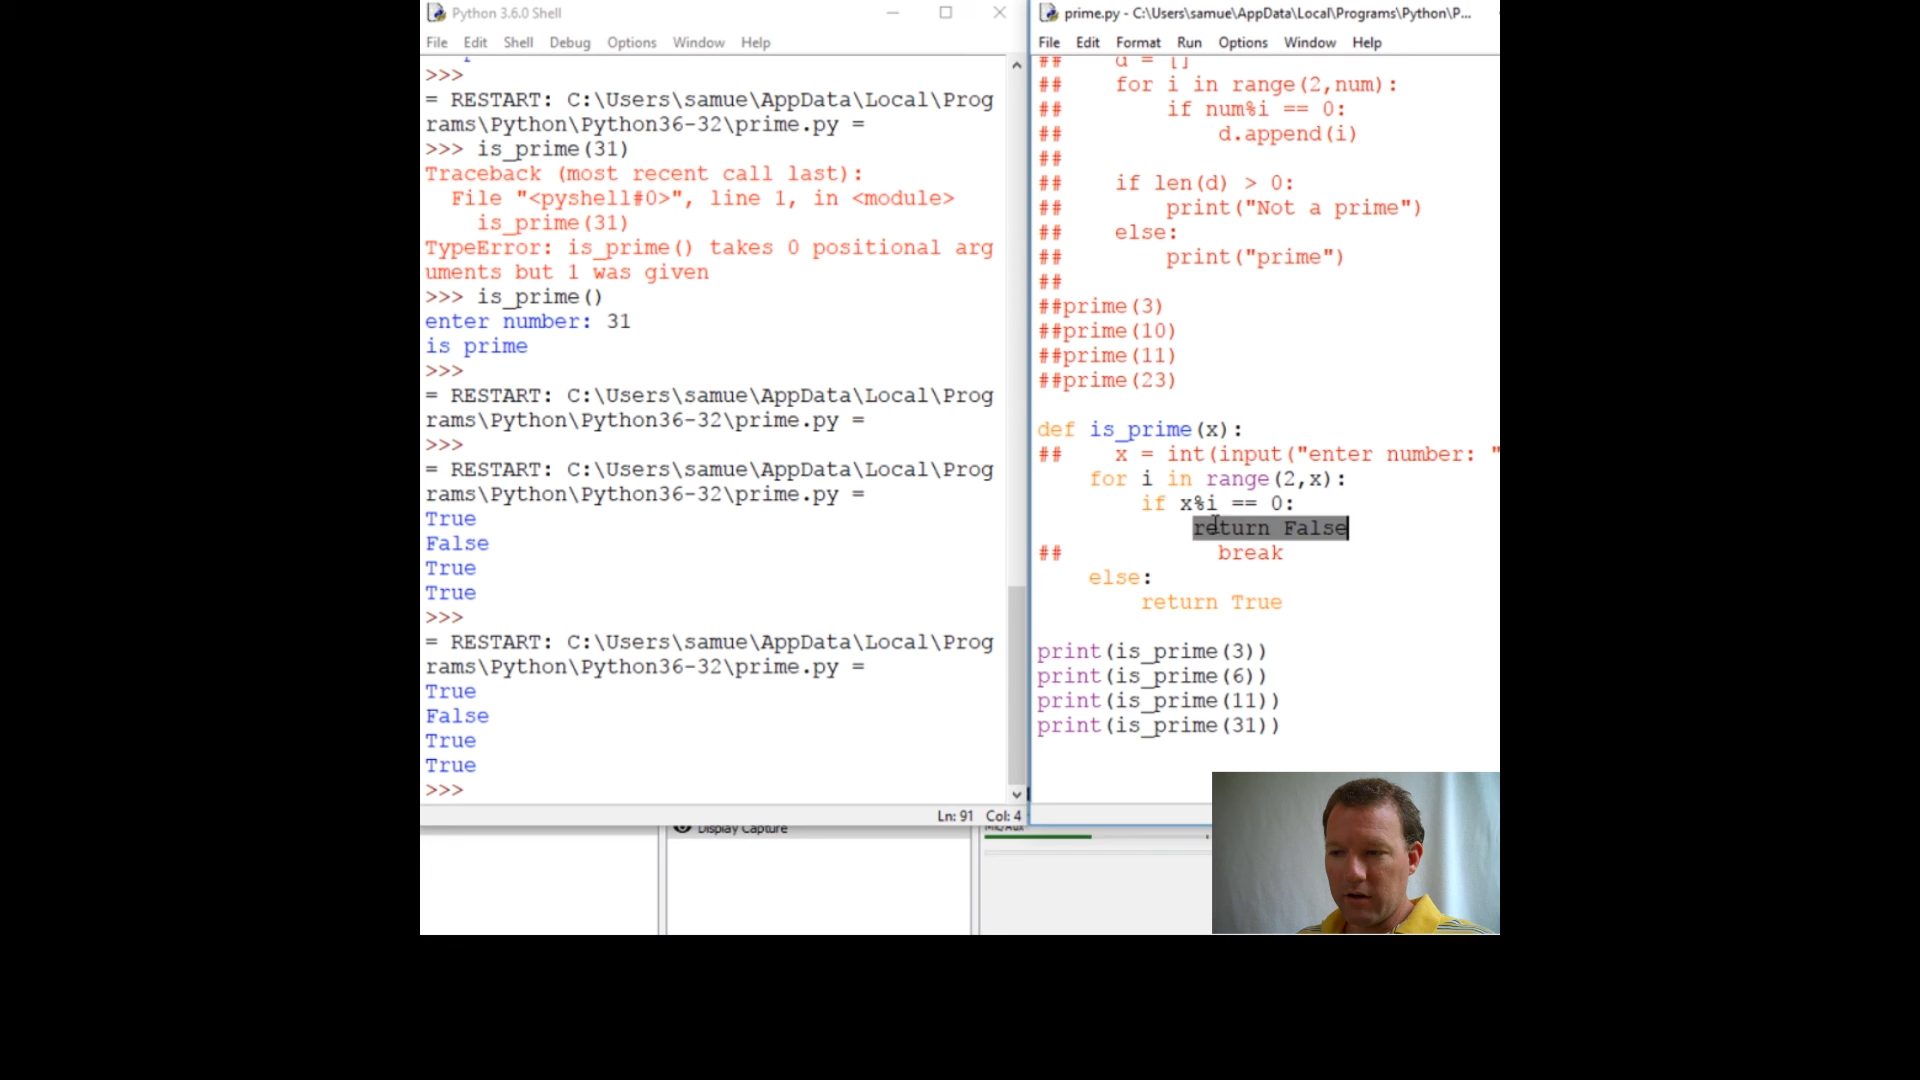 Python 3.6.0 Shell
File Edit Shell Debug Options Window Help
>>>
= RESTART: C:\Users\samue\AppData\Local\Prog
rams\Python\Python36-32\prime.py =
>>> is_prime(31)
Traceback (most recent call last):
File "<pyshell#0>", line 1, in <module>
is_prime(31)
TypeError: is_prime() takes 0 positional arg
uments but 1 was given
>>> is_prime()
enter number: 31
is prime
>>>
= RESTART: C:\Users\samue\AppData\Local\Prog
rams\Python\Python36-32\prime.py =
>>>
= RESTART: C:\Users\samue\AppData\Local\Prog
rams\Python\Python36-32\prime.py =
True
False
True
True
>>>
= RESTART: C:\Users\samue\AppData\Local\Prog
rams\Python\Python36-32\prime.py =
True
False
True
True
>>>
Ln: 91 Col: 4
Display Capture
Mic/Aux
prime.py - C:\Users\samue\AppData\Local\Programs\Python\P...
File Edit Format Run Options Window Help
## d = []
## for i in range(2,num):
## if num%i == 0:
## d.append(i)
##
## if len(d) > 0:
## print("Not a prime")
## else:
## print("prime")
##
##prime(3)
##prime(10)
##prime(11)
##prime(23)
def is_prime(x):
## x = int(input("enter number: "
for i in range(2,x):
if x%i == 0:
return False
## break
else:
return True
print(is_prime(3))
print(is_prime(6))
print(is_prime(11))
print(is_prime(31))